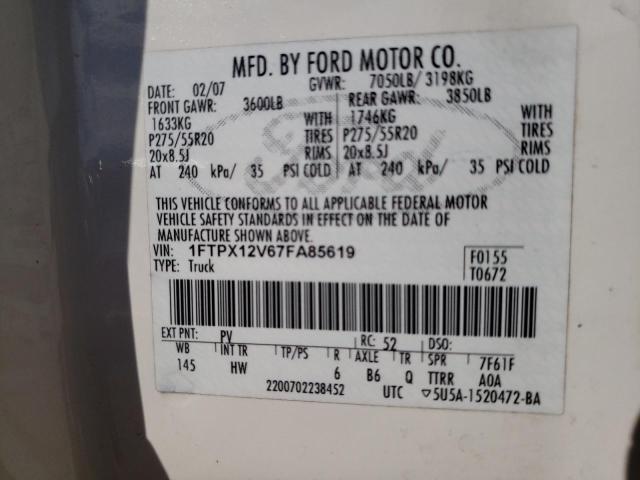 MFD. BY FORD MOTOR CO.
DATE: 02/07 GVWR: 7050LB/ 3198KG
FRONT GAWR: 3600LB REAR GAWR: 3850LB
1633KG WITH 1746KG WITH
P275/55R20 TIRES P275/55R20 TIRES
20x8.5J RIMS 20x8.5J RIMS
AT 240 kPa/ 35 PSI COLD AT 240 kPa/ 35 PSI COLD
THIS VEHICLE CONFORMS TO ALL APPLICABLE FEDERAL MOTOR
VEHICLE SAFETY STANDARDS IN EFFECT ON THE DATE OF
MANUFACTURE SHOWN ABOVE.
VIN: 1FTPX12V67FA85619 F0155
TYPE: Truck T0672
EXT PNT: PV RC: 52 DSO:
WB INT TR TP/PS R AXLE TR SPR 7F61F
145 HW 6 B6 Q TTRR AOA
2200702238452 UTC ▽5U5A-1520472-BA